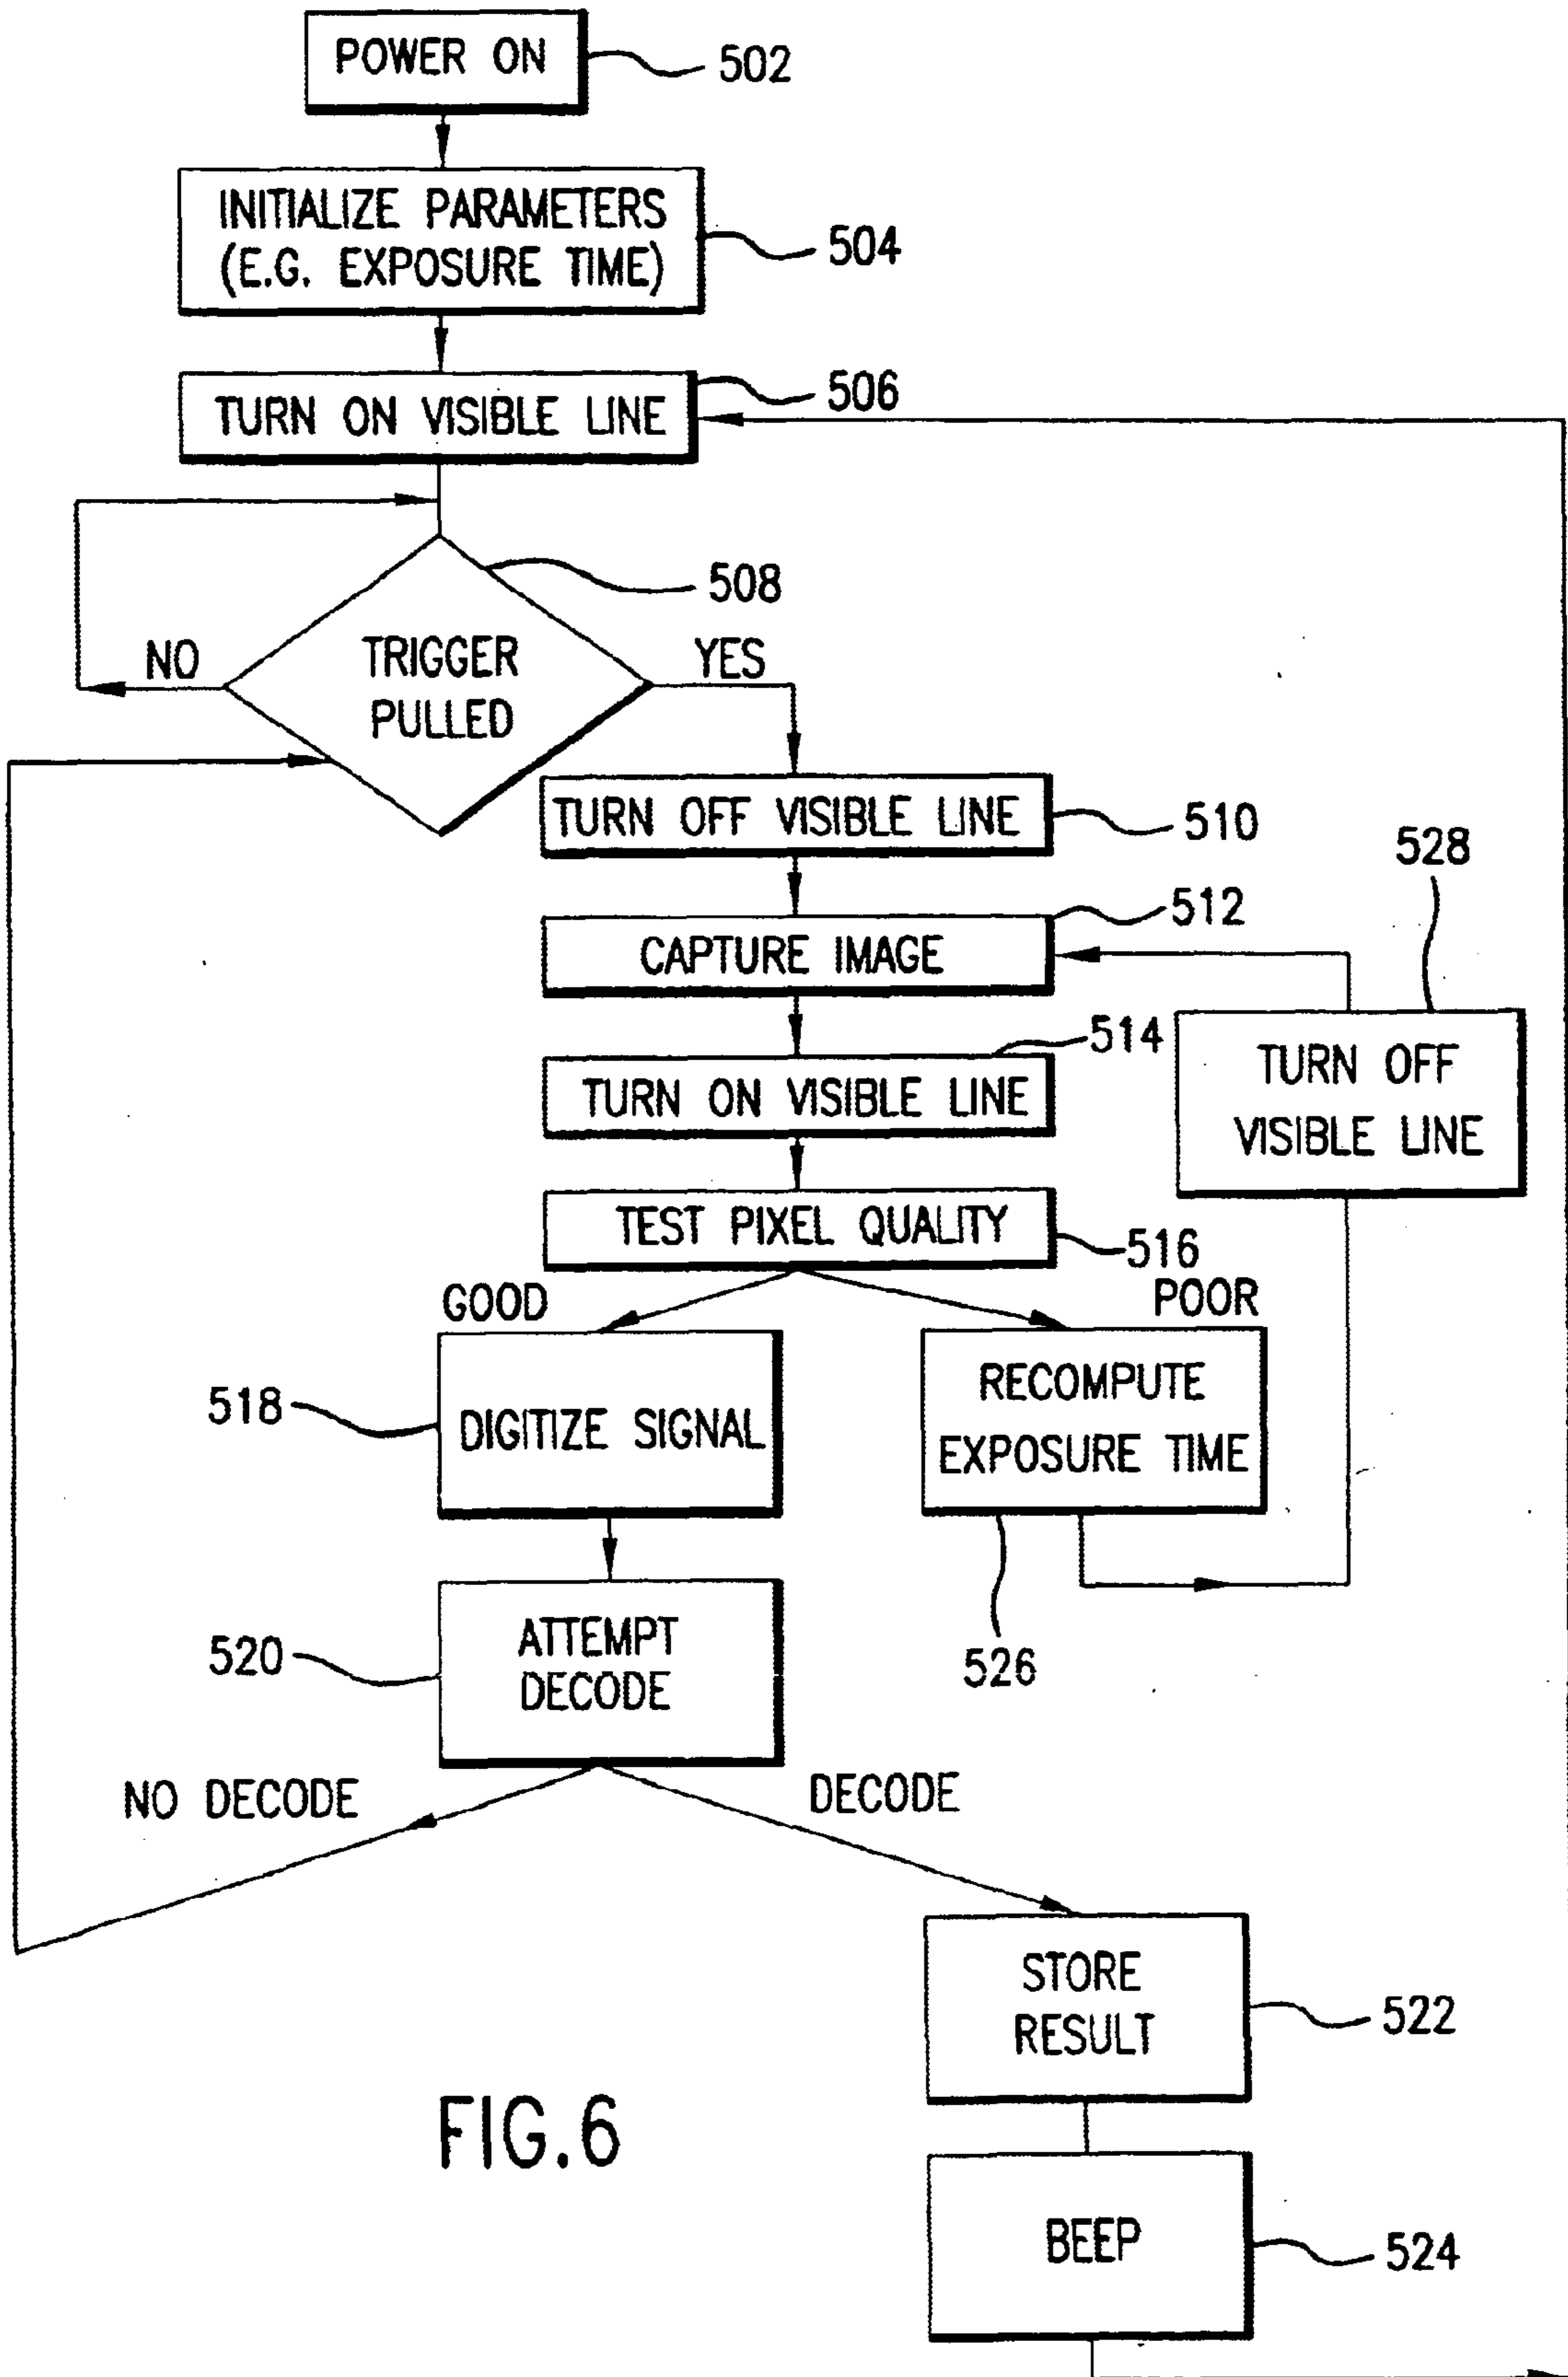 POWER ON
502
INITIALIZE PARAMETERS
(E.G. EXPOSURE TIME)
504
TURN ON VISIBLE LINE
506
508
NO
TRIGGER
PULLED
YES
TURN OFF VISIBLE LINE
510
528
CAPTURE IMAGE
512
TURN ON VISIBLE LINE
514
TURN OFF
VISIBLE LINE
TEST PIXEL QUALITY
516
GOOD
POOR
518
DIGITIZE SIGNAL
RECOMPUTE
EXPOSURE TIME
526
520
ATTEMPT
DECODE
NO DECODE
DECODE
STORE
RESULT
522
FIG.6
BEEP
524